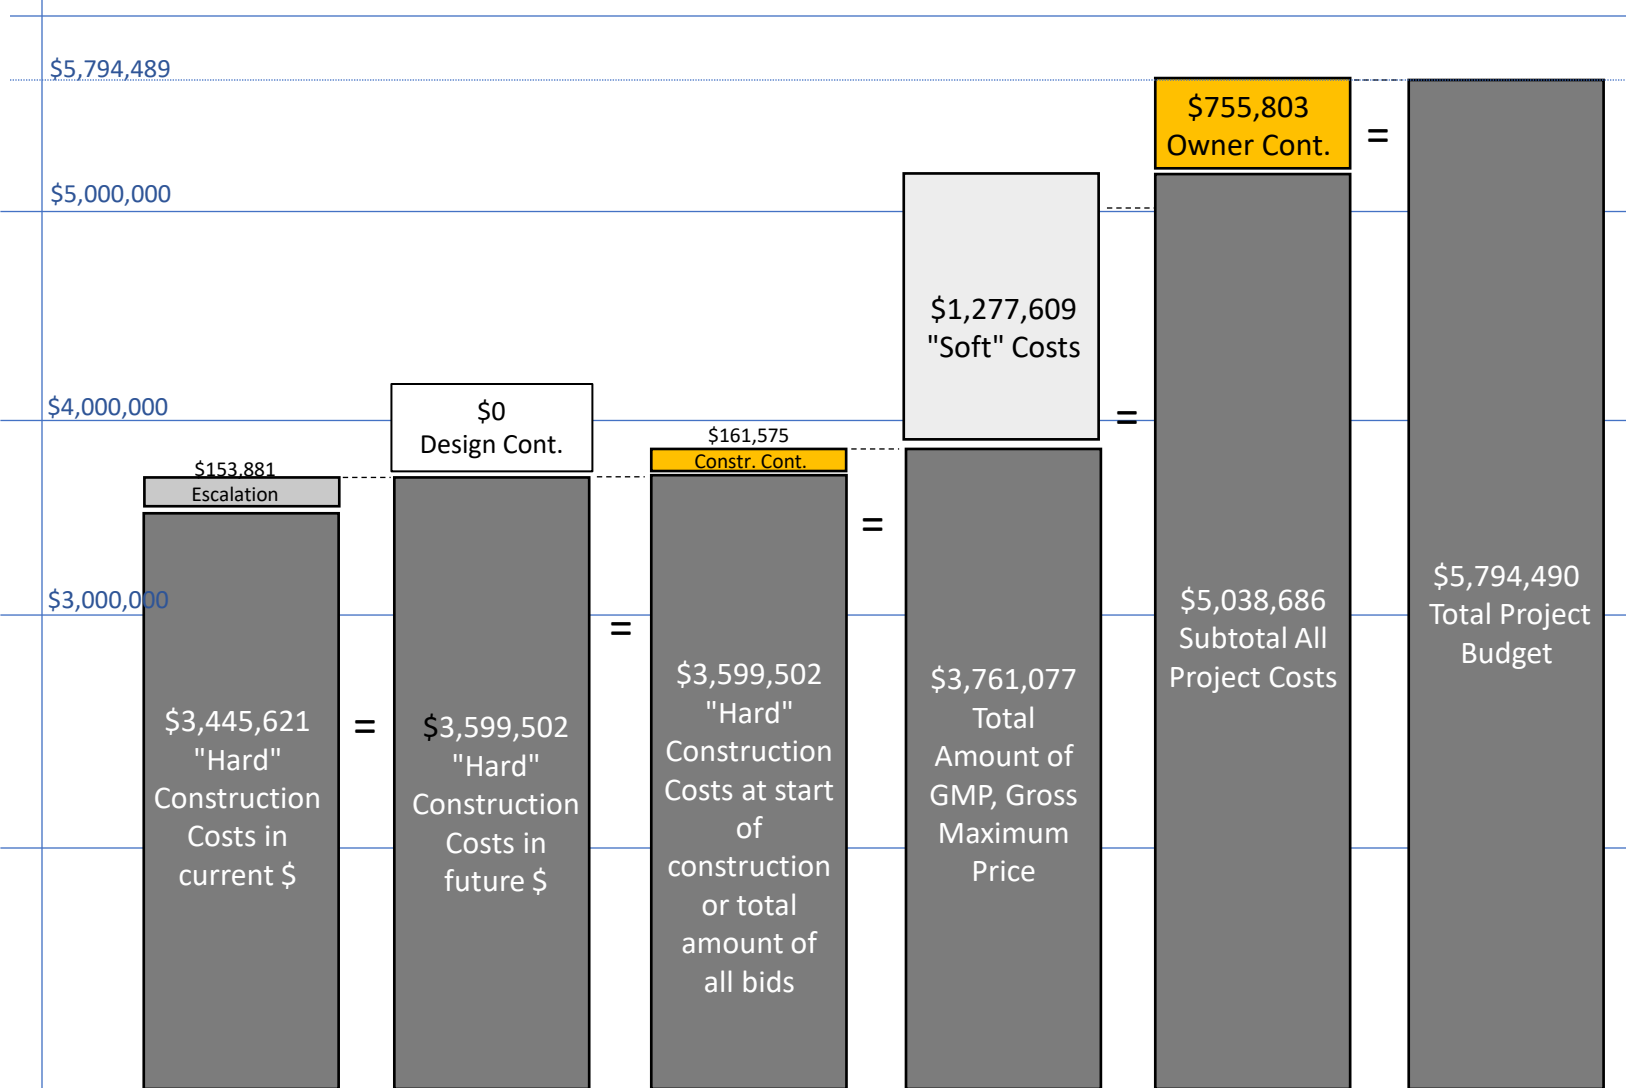 $5,794,489
$5,000,000
$4,000,000
$3,000,000
$153,881
Escalation
$3,445,621
"Hard"
Construction
Costs in
current $
=
$0
Design Cont.
$3,599,502
"Hard"
Construction
Costs in
future $
=
$161,575
Constr. Cont.
$3,599,502
"Hard"
Construction
Costs at start
of
construction
or total
amount of
all bids
=
$1,277,609
"Soft" Costs
$3,761,077
Total
Amount of
GMP, Gross
Maximum
Price
=
$755,803
Owner Cont.
$5,038,686
Subtotal All
Project Costs
=
$5,794,490
Total Project
Budget